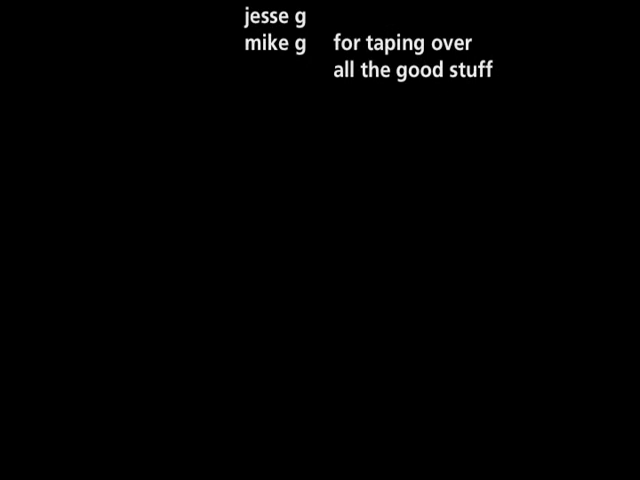 jesse g
mike g for taping over
all the good stuff